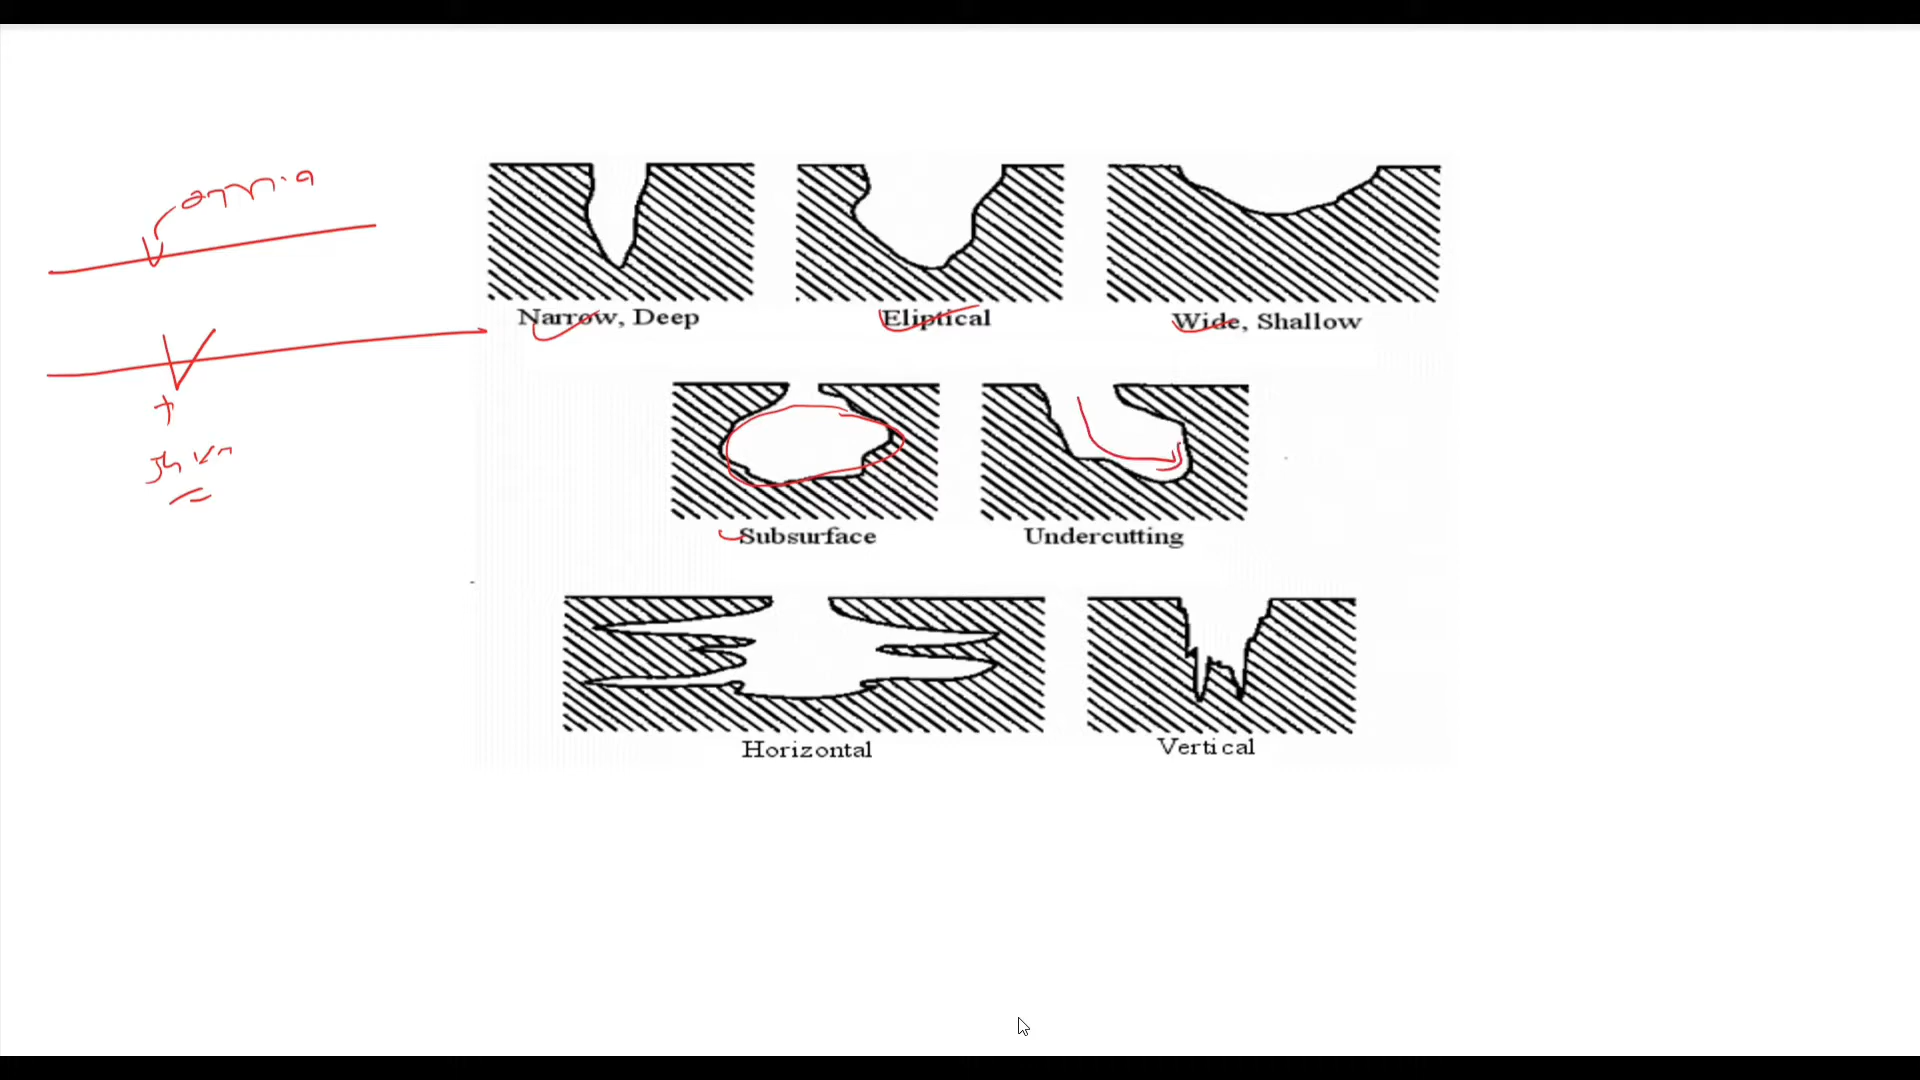 Narrow, Deep
Eliptical
Wide, Shallow
Subsurface
Undercutting
Horizontal
Vertical